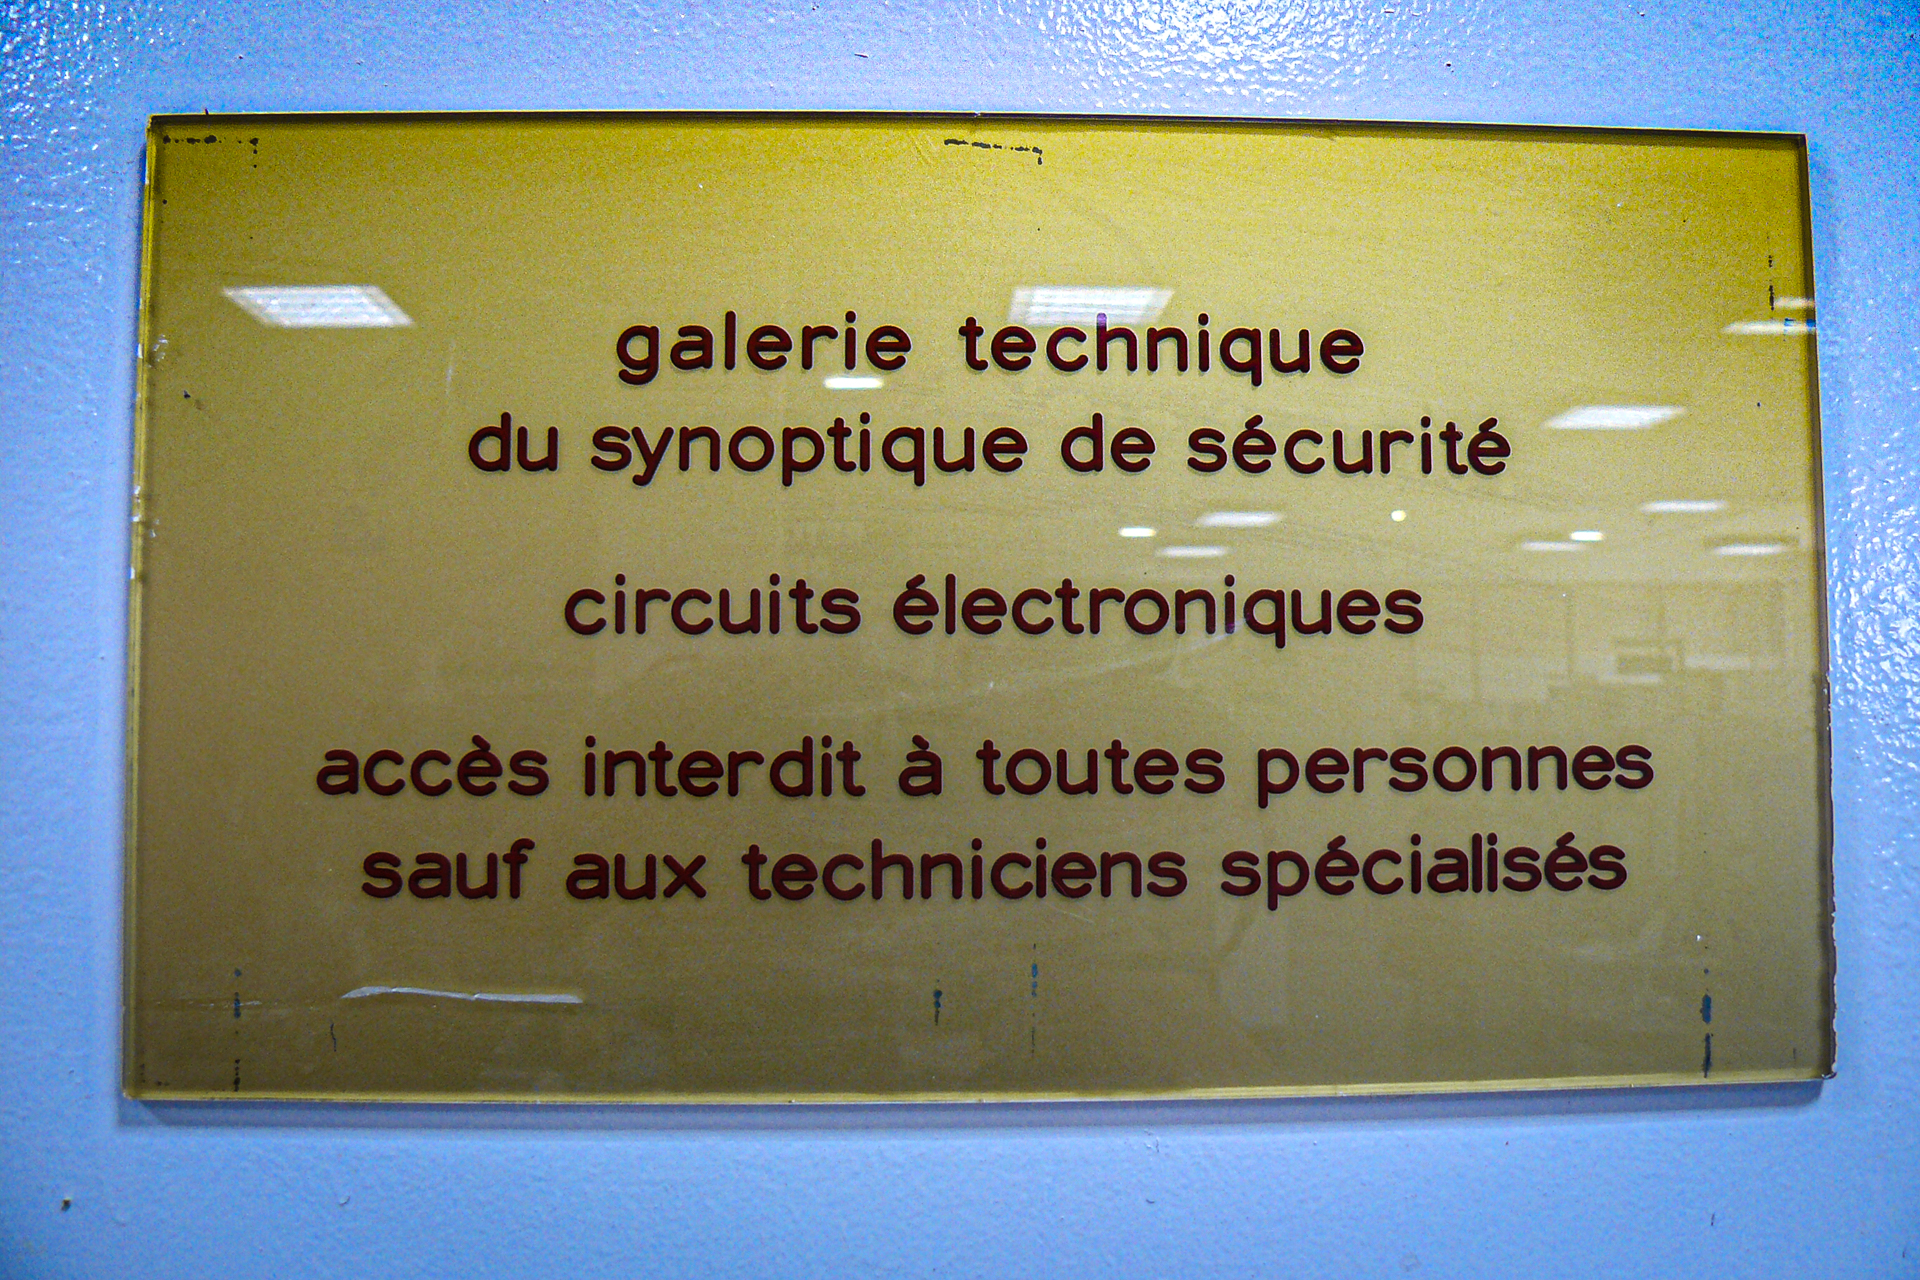 galerie technique
du synoptique de sécurité
circuits électroniques
accès interdit à toutes personnes
sauf aux techniciens spécialisés